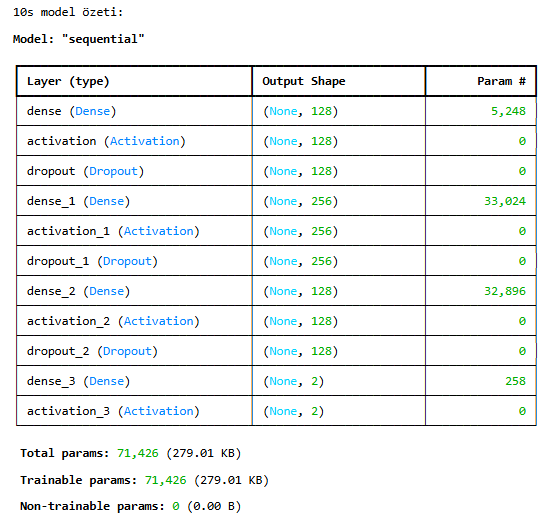 10s model özeti:
Model: "sequential"
Layer (type) Output Shape Param #
dense (Dense) (None, 128) 5,248
activation (Activation) (None, 128) 0
dropout (Dropout) (None, 128) 0
dense_1 (Dense) (None, 256) 33,024
activation_1 (Activation) (None, 256) 0
dropout_1 (Dropout) (None, 256) 0
dense_2 (Dense) (None, 128) 32,896
activation_2 (Activation) (None, 128) 0
dropout_2 (Dropout) (None, 128) 0
dense_3 (Dense) (None, 2) 258
activation_3 (Activation) (None, 2) 0
Total params: 71,426 (279.01 KB)
Trainable params: 71,426 (279.01 KB)
Non-trainable params: 0 (0.00 B)